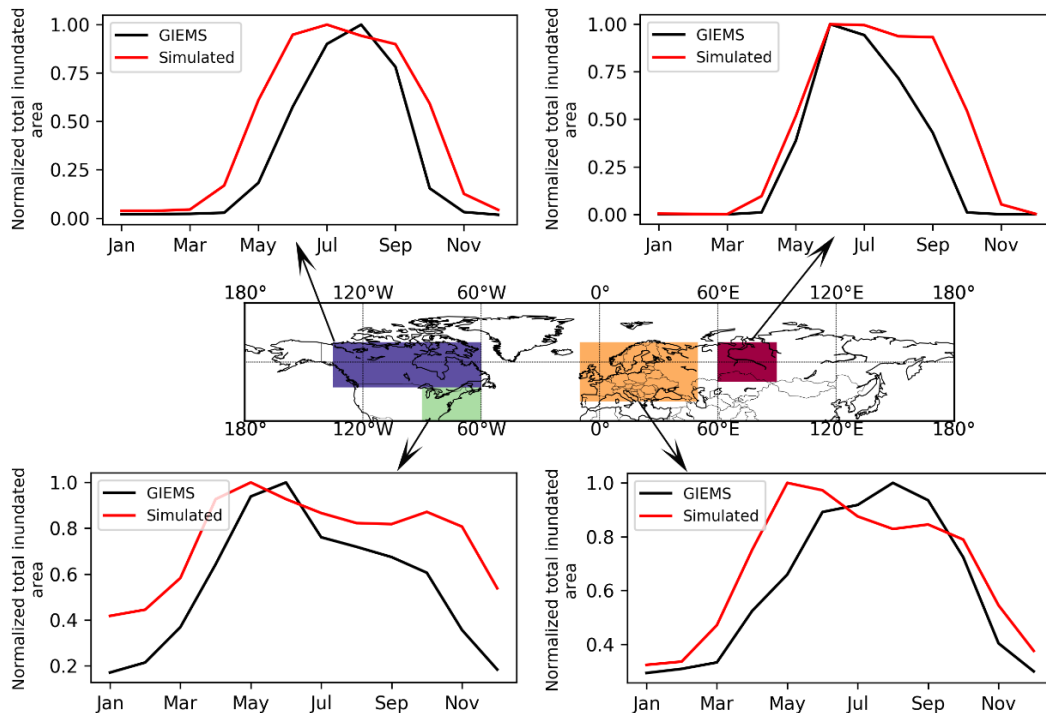 Normalized total inundated
area
1.00
0.75
0.50
0.25
0.00
GIEMS
Simulated
Jan Mar May Jul Sep Nov
Normalized total inundated
area
1.00
0.75
0.50
0.25
0.00
GIEMS
Simulated
Jan Mar May Jul Sep Nov
180° 120°W 60°W 0° 60°E 120°E 180°
180° 120°W 60°W 0° 60°E 120°E 180°
Normalized total inundated
area
1.0
0.8
0.6
0.4
0.2
GIEMS
Simulated
Jan Mar May Jul Sep Nov
Normalized total inundated
area
1.0
0.8
0.6
0.4
GIEMS
Simulated
Jan Mar May Jul Sep Nov